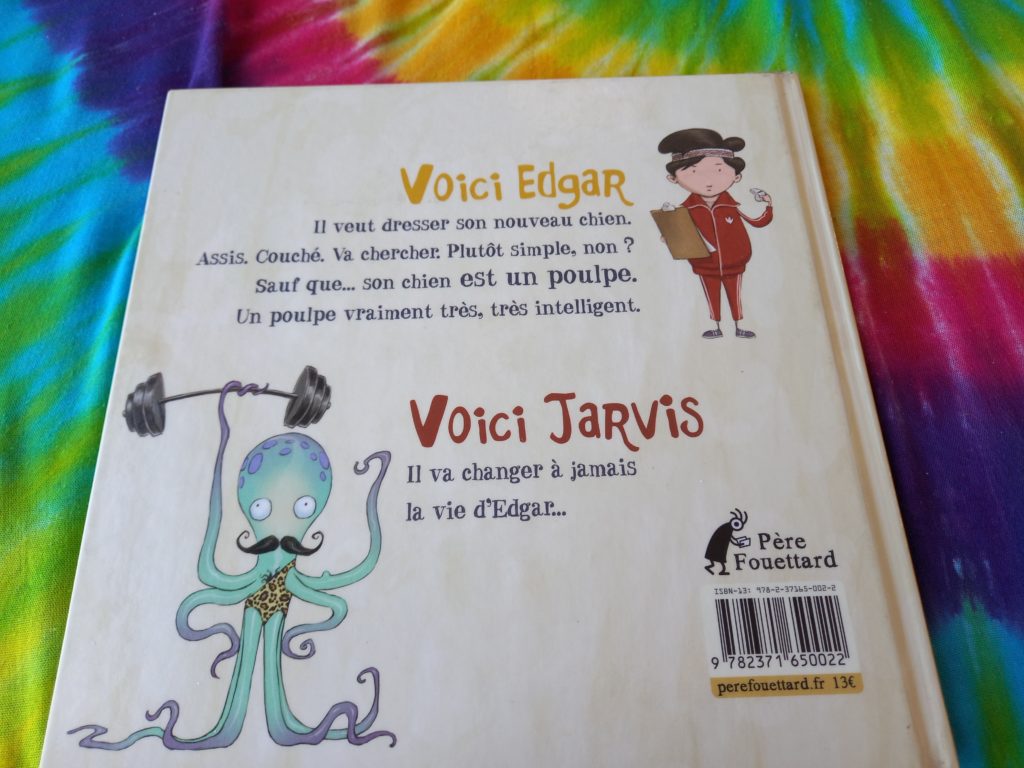 Voici Edgar
Il veut dresser son nouveau chien.
Assis. Couché. Va chercher. Plutôt simple, non ?
Sauf que... son chien est un poulpe.
Un poulpe vraiment très, très intelligent.
Voici Jarvis
Il va changer à jamais
la vie d'Edgar...
Père
Fouettard
ISBN-13: 978-2-37165-002-2
9 782371 650022
perefouettard.fr 13€